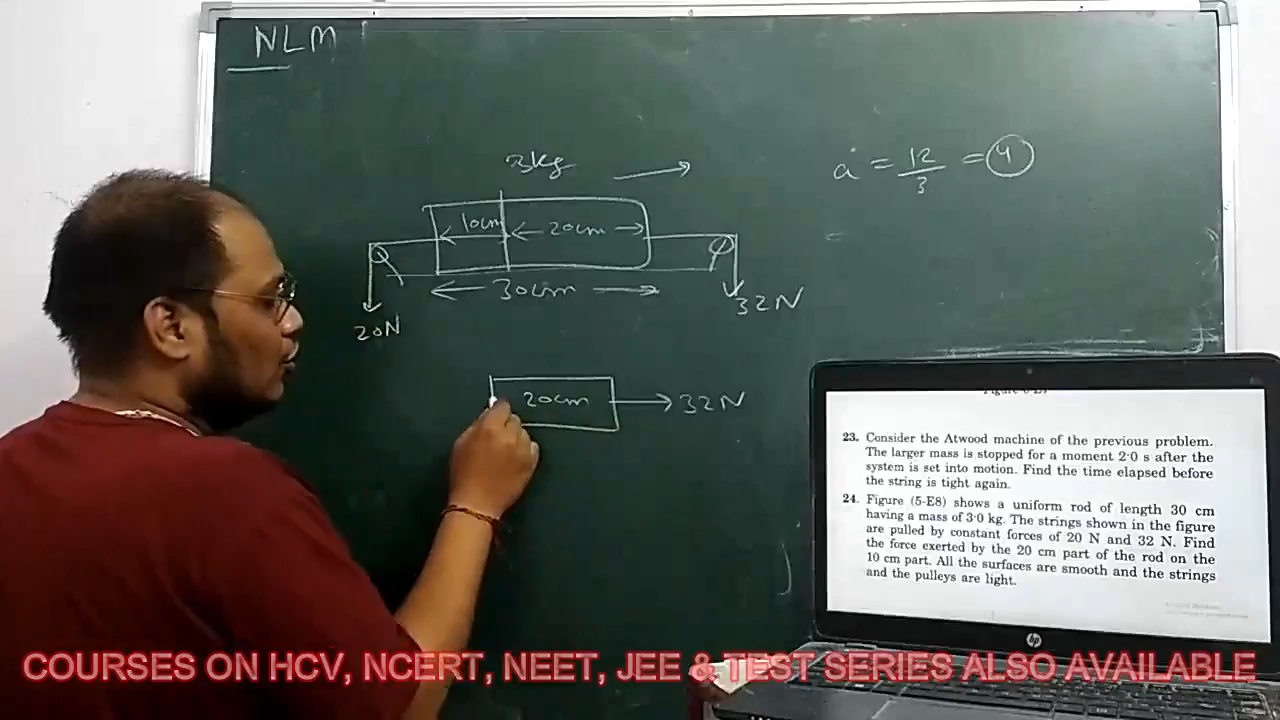 NLM
3kg
a = 12/3 = 4
10cm
20cm
30cm
20N
32N
20cm
32N
23. Consider the Atwood machine of the previous problem.
The larger mass is stopped for a moment 2·0 s after the
system is set into motion. Find the time elapsed before
the string is tight again.
24. Figure (5-E8) shows a uniform rod of length 30 cm
having a mass of 3·0 kg. The strings shown in the figure
are pulled by constant forces of 20 N and 32 N. Find
the force exerted by the 20 cm part of the rod on the
10 cm part. All the surfaces are smooth and the strings
and the pulleys are light.
hp
COURSES ON HCV, NCERT, NEET, JEE & TEST SERIES ALSO AVAILABLE